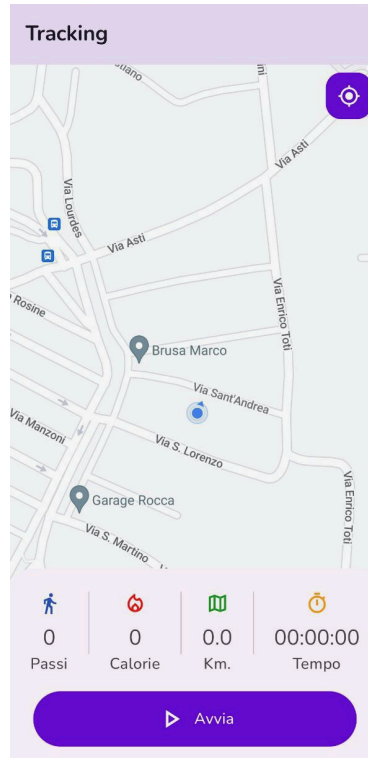 Tracking
Via Asti
Via Lourdes
Via Asti
Rosine
Via Enrico Toti
Brusa Marco
Via Sant'Andrea
Via Manzoni
Via S. Lorenzo
Via Enrico Toti
Garage Rocca
Via S. Martino
0
0
0.0
00:00:00
Passi
Calorie
Km.
Tempo
Avvia